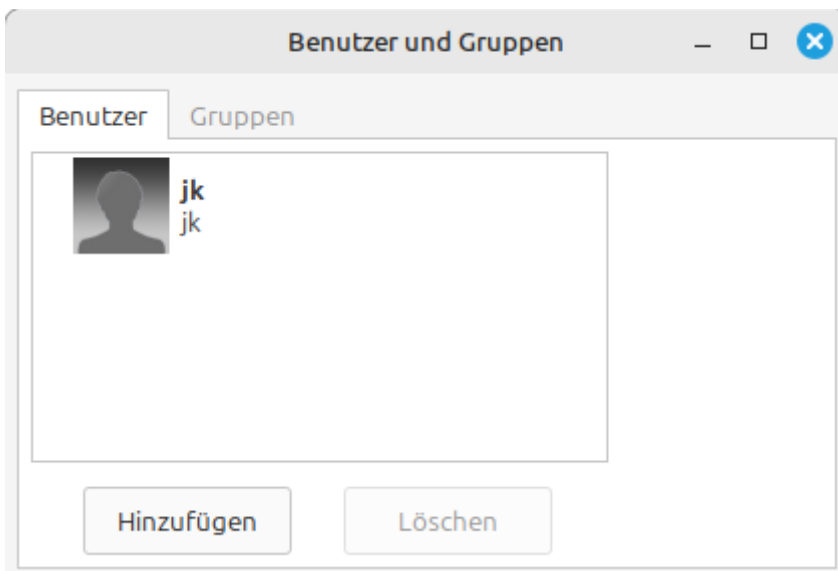 Benutzer und Gruppen
Benutzer Gruppen
jk
jk
Hinzufügen Löschen